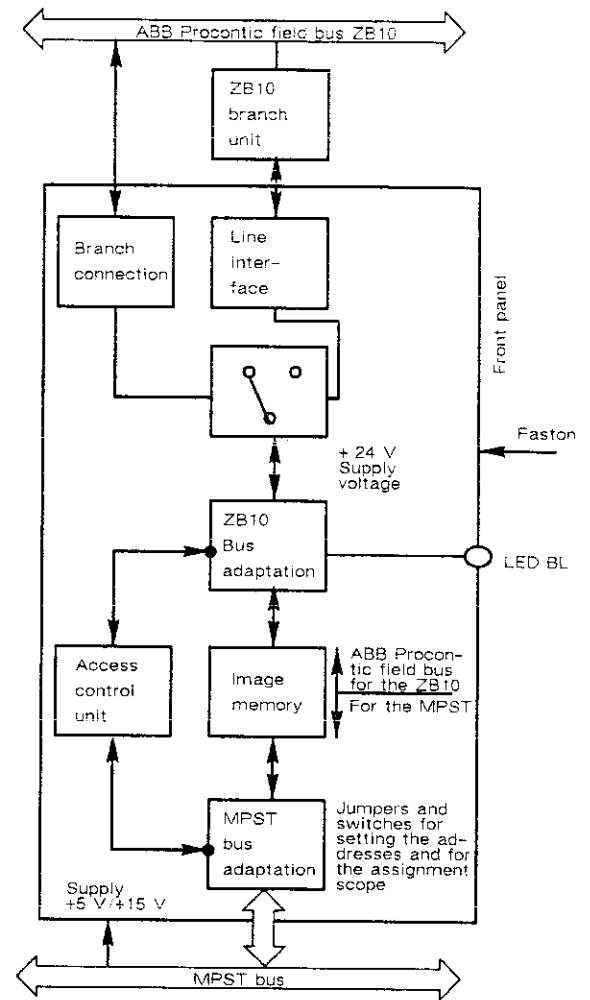 ABB Procontic field bus ZB10
ZB10
branch
unit
Branch
connection
Line
inter-
face
Front panel
Faston
+ 24 V
Supply
voltage
ZB10
Bus
adaptation
LED BL
Access
control
unit
Image
memory
ABB Procon-
tic field bus
for the ZB10
For the MPST
MPST
bus
adaptation
Jumpers and
switches for
setting the ad-
dresses and for
the assignment
scope
Supply
+5 V/+15 V
MPST bus